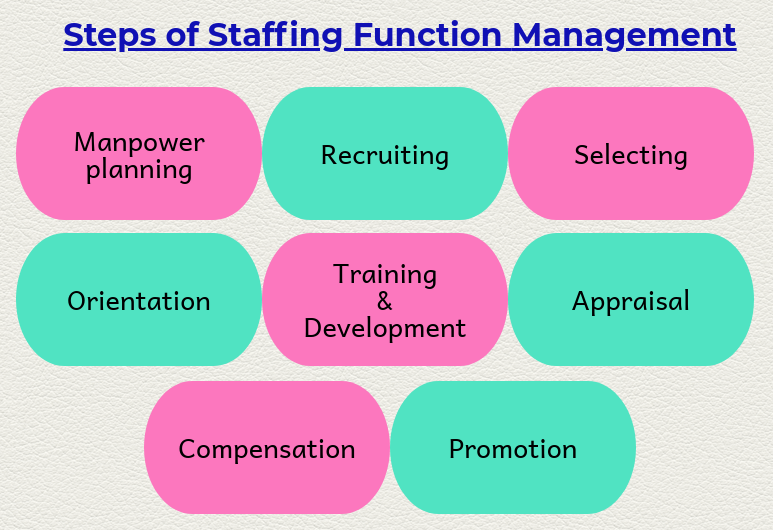 Steps of Staffing Function Management
Manpower
planning
Recruiting
Selecting
Orientation
Training
&
Development
Appraisal
Compensation
Promotion